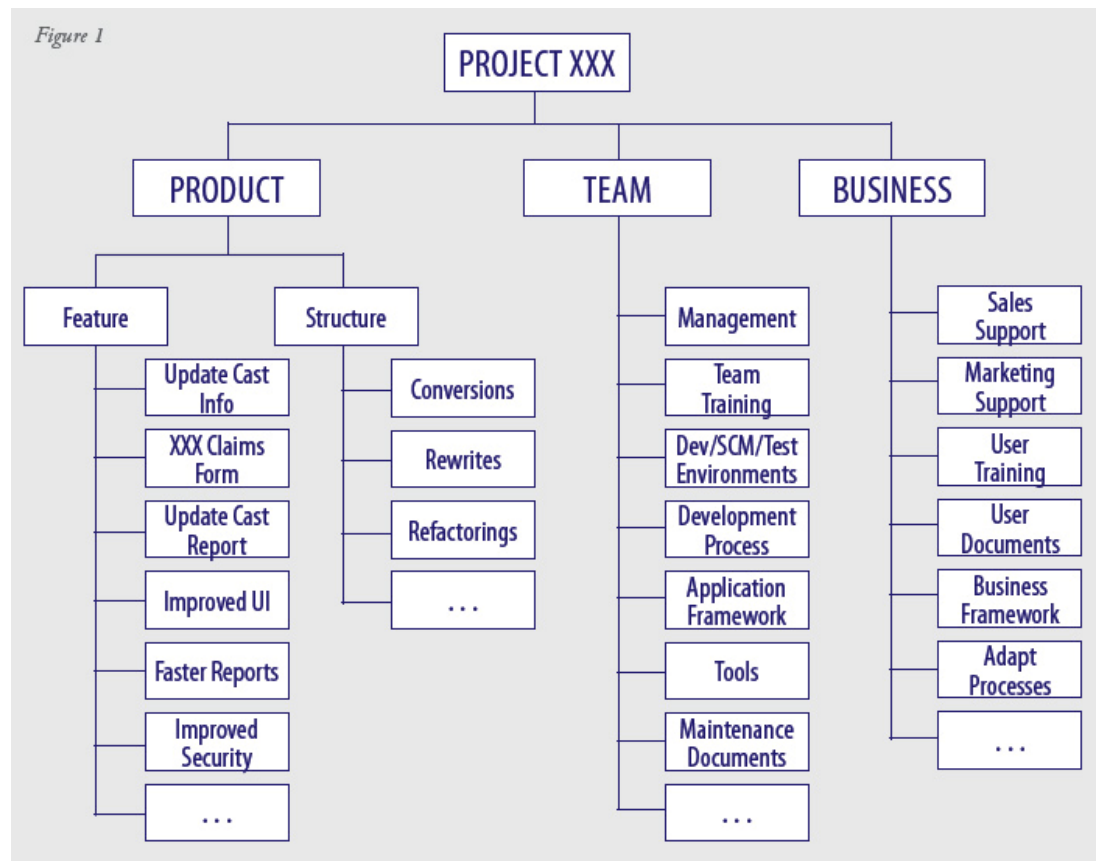 Figure 1
PROJECT XXX
PRODUCT
TEAM
BUSINESS
Feature
Structure
Update Cast
Info
XXX Claims
Form
Update Cast
Report
Improved UI
Faster Reports
Improved
Security
...
Conversions
Rewrites
Refactorings
...
Management
Team
Training
Dev/SCM/Test
Environments
Development
Process
Application
Framework
Tools
Maintenance
Documents
...
Sales
Support
Marketing
Support
User
Training
User
Documents
Business
Framework
Adapt
Processes
...